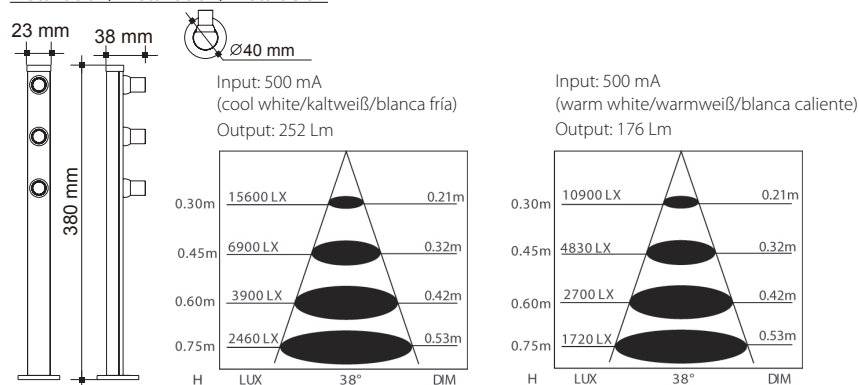 23 mm
38 mm
Ø40 mm
380 mm
Input: 500 mA
(cool white/kaltweiß/blanca fría)
Output: 252 Lm
0.30m 15600 LX 0.21m
0.45m 6900 LX 0.32m
0.60m 3900 LX 0.42m
0.75m 2460 LX 0.53m
H LUX 38° DIM
Input: 500 mA
(warm white/warmweiß/blanca caliente)
Output: 176 Lm
0.30m 10900 LX 0.21m
0.45m 4830 LX 0.32m
0.60m 2700 LX 0.42m
0.75m 1720 LX 0.53m
H LUX 38° DIM